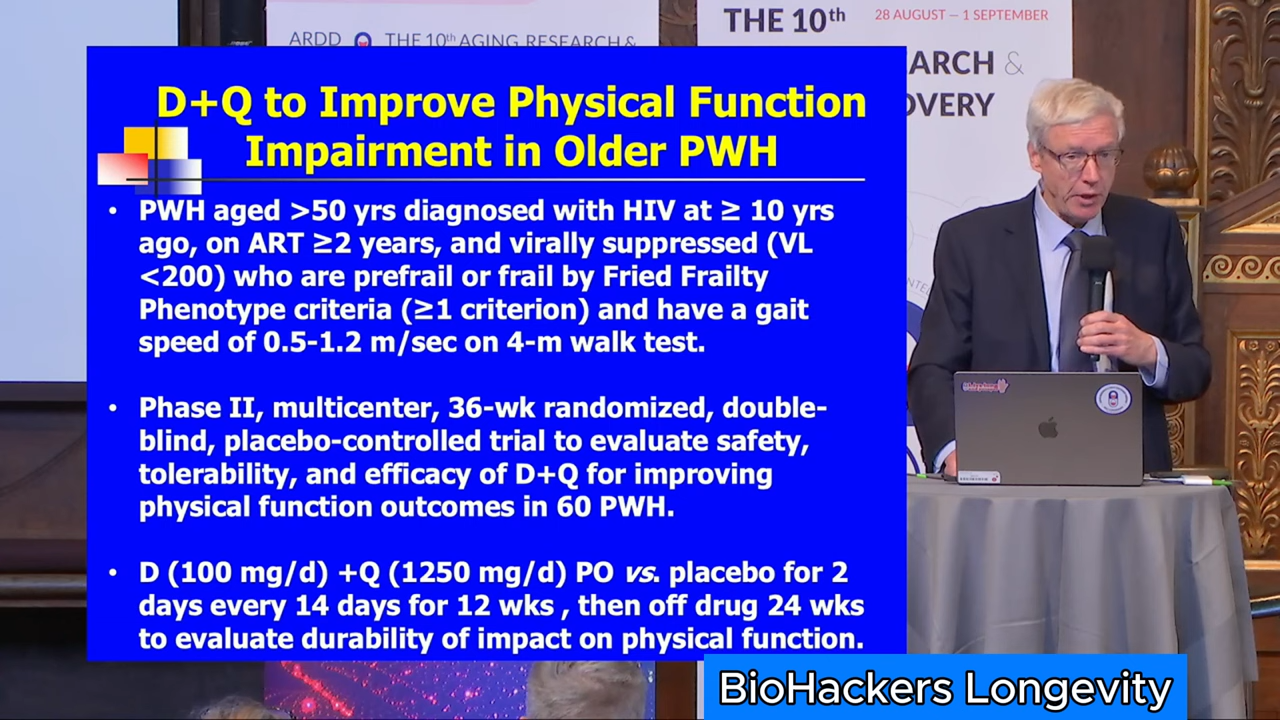 THE 10th
28 AUGUST – 1 SEPTEMBER
ARDD THE 10th AGING RESEARCH &
ARCH &
OVERY
D+Q to Improve Physical Function
Impairment in Older PWH
• PWH aged >50 yrs diagnosed with HIV at ≥ 10 yrs
ago, on ART ≥2 years, and virally suppressed (VL
<200) who are prefrail or frail by Fried Frailty
Phenotype criteria (≥1 criterion) and have a gait
speed of 0.5-1.2 m/sec on 4-m walk test.
• Phase II, multicenter, 36-wk randomized, double-
blind, placebo-controlled trial to evaluate safety,
tolerability, and efficacy of D+Q for improving
physical function outcomes in 60 PWH.
• D (100 mg/d) +Q (1250 mg/d) PO vs. placebo for 2
days every 14 days for 12 wks , then off drug 24 wks
to evaluate durability of impact on physical function.
BioHackers Longevity